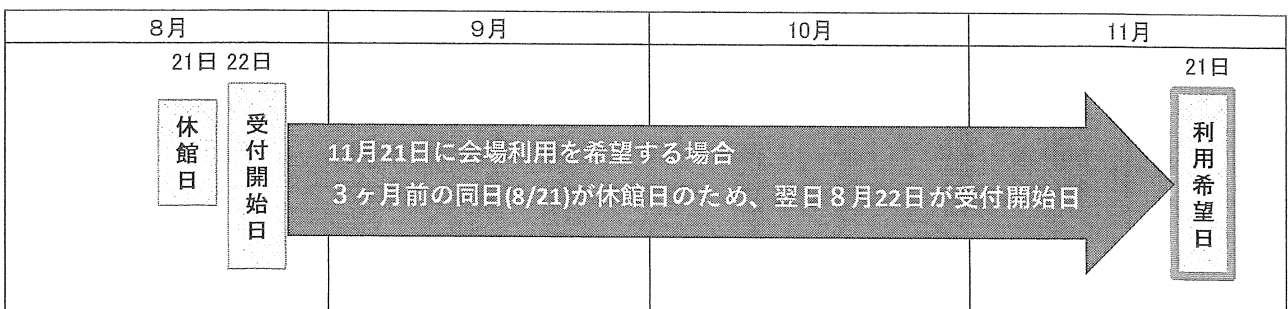 8月 9月 10月 11月
21日 22日 21日
休館日
受付開始日
11月21日に会場利用を希望する場合
3ヶ月前の同日(8/21)が休館日のため、翌日8月22日が受付開始日
利用希望日